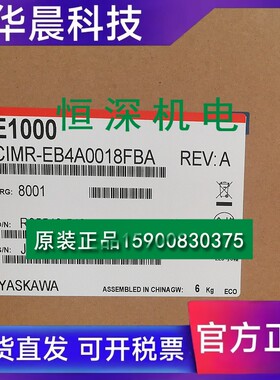 华晨科技
恒深机电
E1000
CIMR-EB4A0018FBA
REV: A
PRG: 8001
原装正品15900830375
YASKAWA
ASSEMBLED IN CHINA
GW: 6 Kg ECO
货直发 可开票 官方正